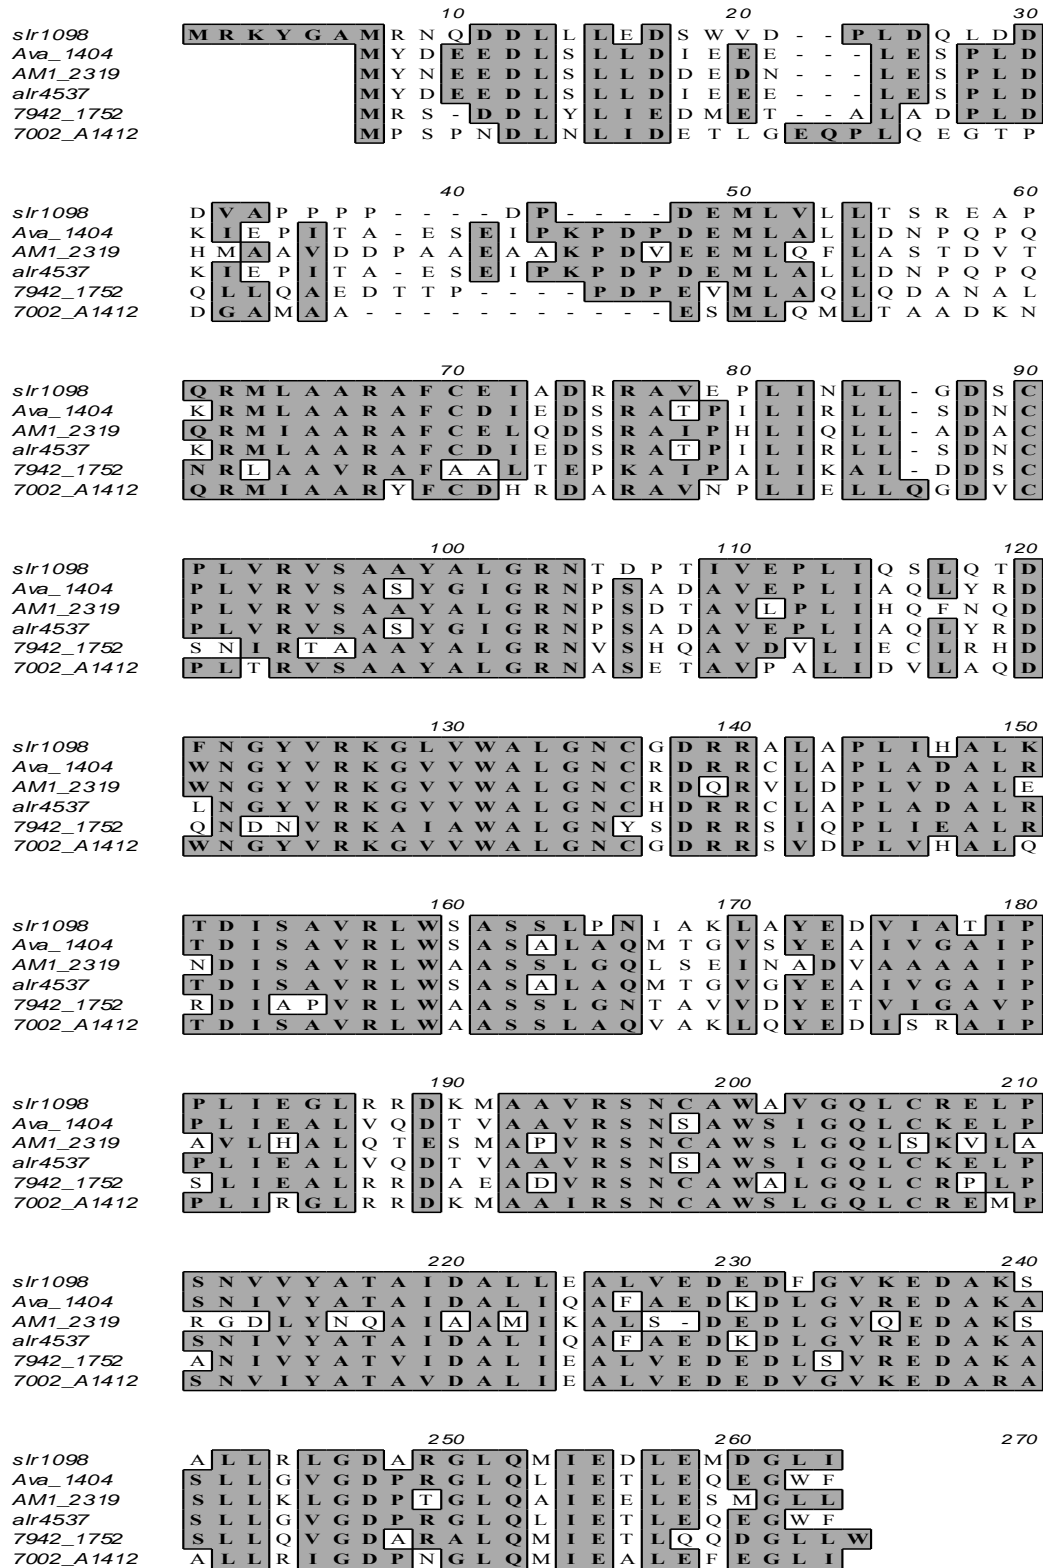 10 20 30
slr1098 M R K Y G A M R N Q D D L L L E D S W V D - - P L D Q L D D
Ava_1404 M Y D E E D L S L L D I E E E - - - L E S P L D
AM1_2319 M Y N E E D L S L L D D E D N - - - L E S P L D
alr4537 M Y D E E D L S L L D I E E E - - - L E S P L D
7942_1752 M R S - D D L Y L I E D M E T - - A L A D P L D
7002_A1412 M P S P N D L N L I D E T L G E Q P L Q E G T P
40 50 60
slr1098 D V A P P P P - - - - D P - - - - D E M L V L L T S R E A P
Ava_1404 K I E P I T A - E S E I P K P D P D E M L A L L D N P Q P Q
AM1_2319 H M A A V D D P A A E A A K P D V E E M L Q F L A S T D V T
alr4537 K I E P I T A - E S E I P K P D P D E M L A L L D N P Q P Q
7942_1752 Q L L Q A E D T T P - - - - P D P E V M L A Q L Q D A N A L
7002_A1412 D G A M A A - - - - - - - - - - - E S M L Q M L T A A D K N
70 80 90
slr1098 Q R M L A A R A F C E I A D R R A V E P L I N L L - G D S C
Ava_1404 K R M L A A R A F C D I E D S R A T P I L I R L L - S D N C
AM1_2319 Q R M I A A R A F C E L Q D S R A I P H L I Q L L - A D A C
alr4537 K R M L A A R A F C D I E D S R A T P I L I R L L - S D N C
7942_1752 N R L A A V R A F A A L T E P K A I P A L I K A L - D D S C
7002_A1412 Q R M I A A R Y F C D H R D A R A V N P L I E L L Q G D V C
100 110 120
slr1098 P L V R V S A A Y A L G R N T D P T I V E P L I Q S L Q T D
Ava_1404 P L V R V S A S Y G I G R N P S A D A V E P L I A Q L Y R D
AM1_2319 P L V R V S A A Y A L G R N P S D T A V L P L I H Q F N Q D
alr4537 P L V R V S A S Y G I G R N P S A D A V E P L I A Q L Y R D
7942_1752 S N I R T A A A Y A L G R N V S H Q A V D V L I E C L R H D
7002_A1412 P L T R V S A A Y A L G R N A S E T A V P A L I D V L A Q D
130 140 150
slr1098 F N G Y V R K G L V W A L G N C G D R R A L A P L I H A L K
Ava_1404 W N G Y V R K G V V W A L G N C R D R R C L A P L A D A L R
AM1_2319 W N G Y V R K G V V W A L G N C R D Q R V L D P L V D A L E
alr4537 L N G Y V R K G V V W A L G N C H D R R C L A P L A D A L R
7942_1752 Q N D N V R K A I A W A L G N Y S D R R S I Q P L I E A L R
7002_A1412 W N G Y V R K G V V W A L G N C G D R R S V D P L V H A L Q
160 170 180
slr1098 T D I S A V R L W S A S S L P N I A K L A Y E D V I A T I P
Ava_1404 T D I S A V R L W S A S A L A Q M T G V S Y E A I V G A I P
AM1_2319 N D I S A V R L W A A S S L G Q L S E I N A D V A A A A I P
alr4537 T D I S A V R L W S A S A L A Q M T G V G Y E A I V G A I P
7942_1752 R D I A P V R L W A A S S L G N T A V V D Y E T V I G A V P
7002_A1412 T D I S A V R L W A A S S L A Q V A K L Q Y E D I S R A I P
190 200 210
slr1098 P L I E G L R R D K M A A V R S N C A W A V G Q L C R E L P
Ava_1404 P L I E A L V Q D T V A A V R S N S A W S I G Q L C K E L P
AM1_2319 A V L H A L Q T E S M A P V R S N C A W S L G Q L S K V L A
alr4537 P L I E A L V Q D T V A A V R S N S A W S I G Q L C K E L P
7942_1752 S L I E A L R R D A E A D V R S N C A W A L G Q L C R P L P
7002_A1412 P L I R G L R R D K M A A I R S N C A W S L G Q L C R E M P
220 230 240
slr1098 S N V V Y A T A I D A L L E A L V E D E D F G V K E D A K S
Ava_1404 S N I V Y A T A I D A L I Q A F A E D K D L G V R E D A K A
AM1_2319 R G D L Y N Q A I A A M I K A L S - D E D L G V Q E D A K S
alr4537 S N I V Y A T A I D A L I Q A F A E D K D L G V R E D A K A
7942_1752 A N I V Y A T V I D A L I E A L V E D E D L S V R E D A K A
7002_A1412 S N V I Y A T A V D A L I E A L V E D E D V G V K E D A R A
250 260 270
slr1098 A L L R L G D A R G L Q M I E D L E M D G L I
Ava_1404 S L L G V G D P R G L Q L I E T L E Q E G W F
AM1_2319 S L L K L G D P T G L Q A I E E L E S M G L L
alr4537 S L L G V G D P R G L Q L I E T L E Q E G W F
7942_1752 S L L Q V G D A R A L Q M I E T L Q Q D G L L W
7002_A1412 A L L R I G D P N G L Q M I E A L E F E G L I